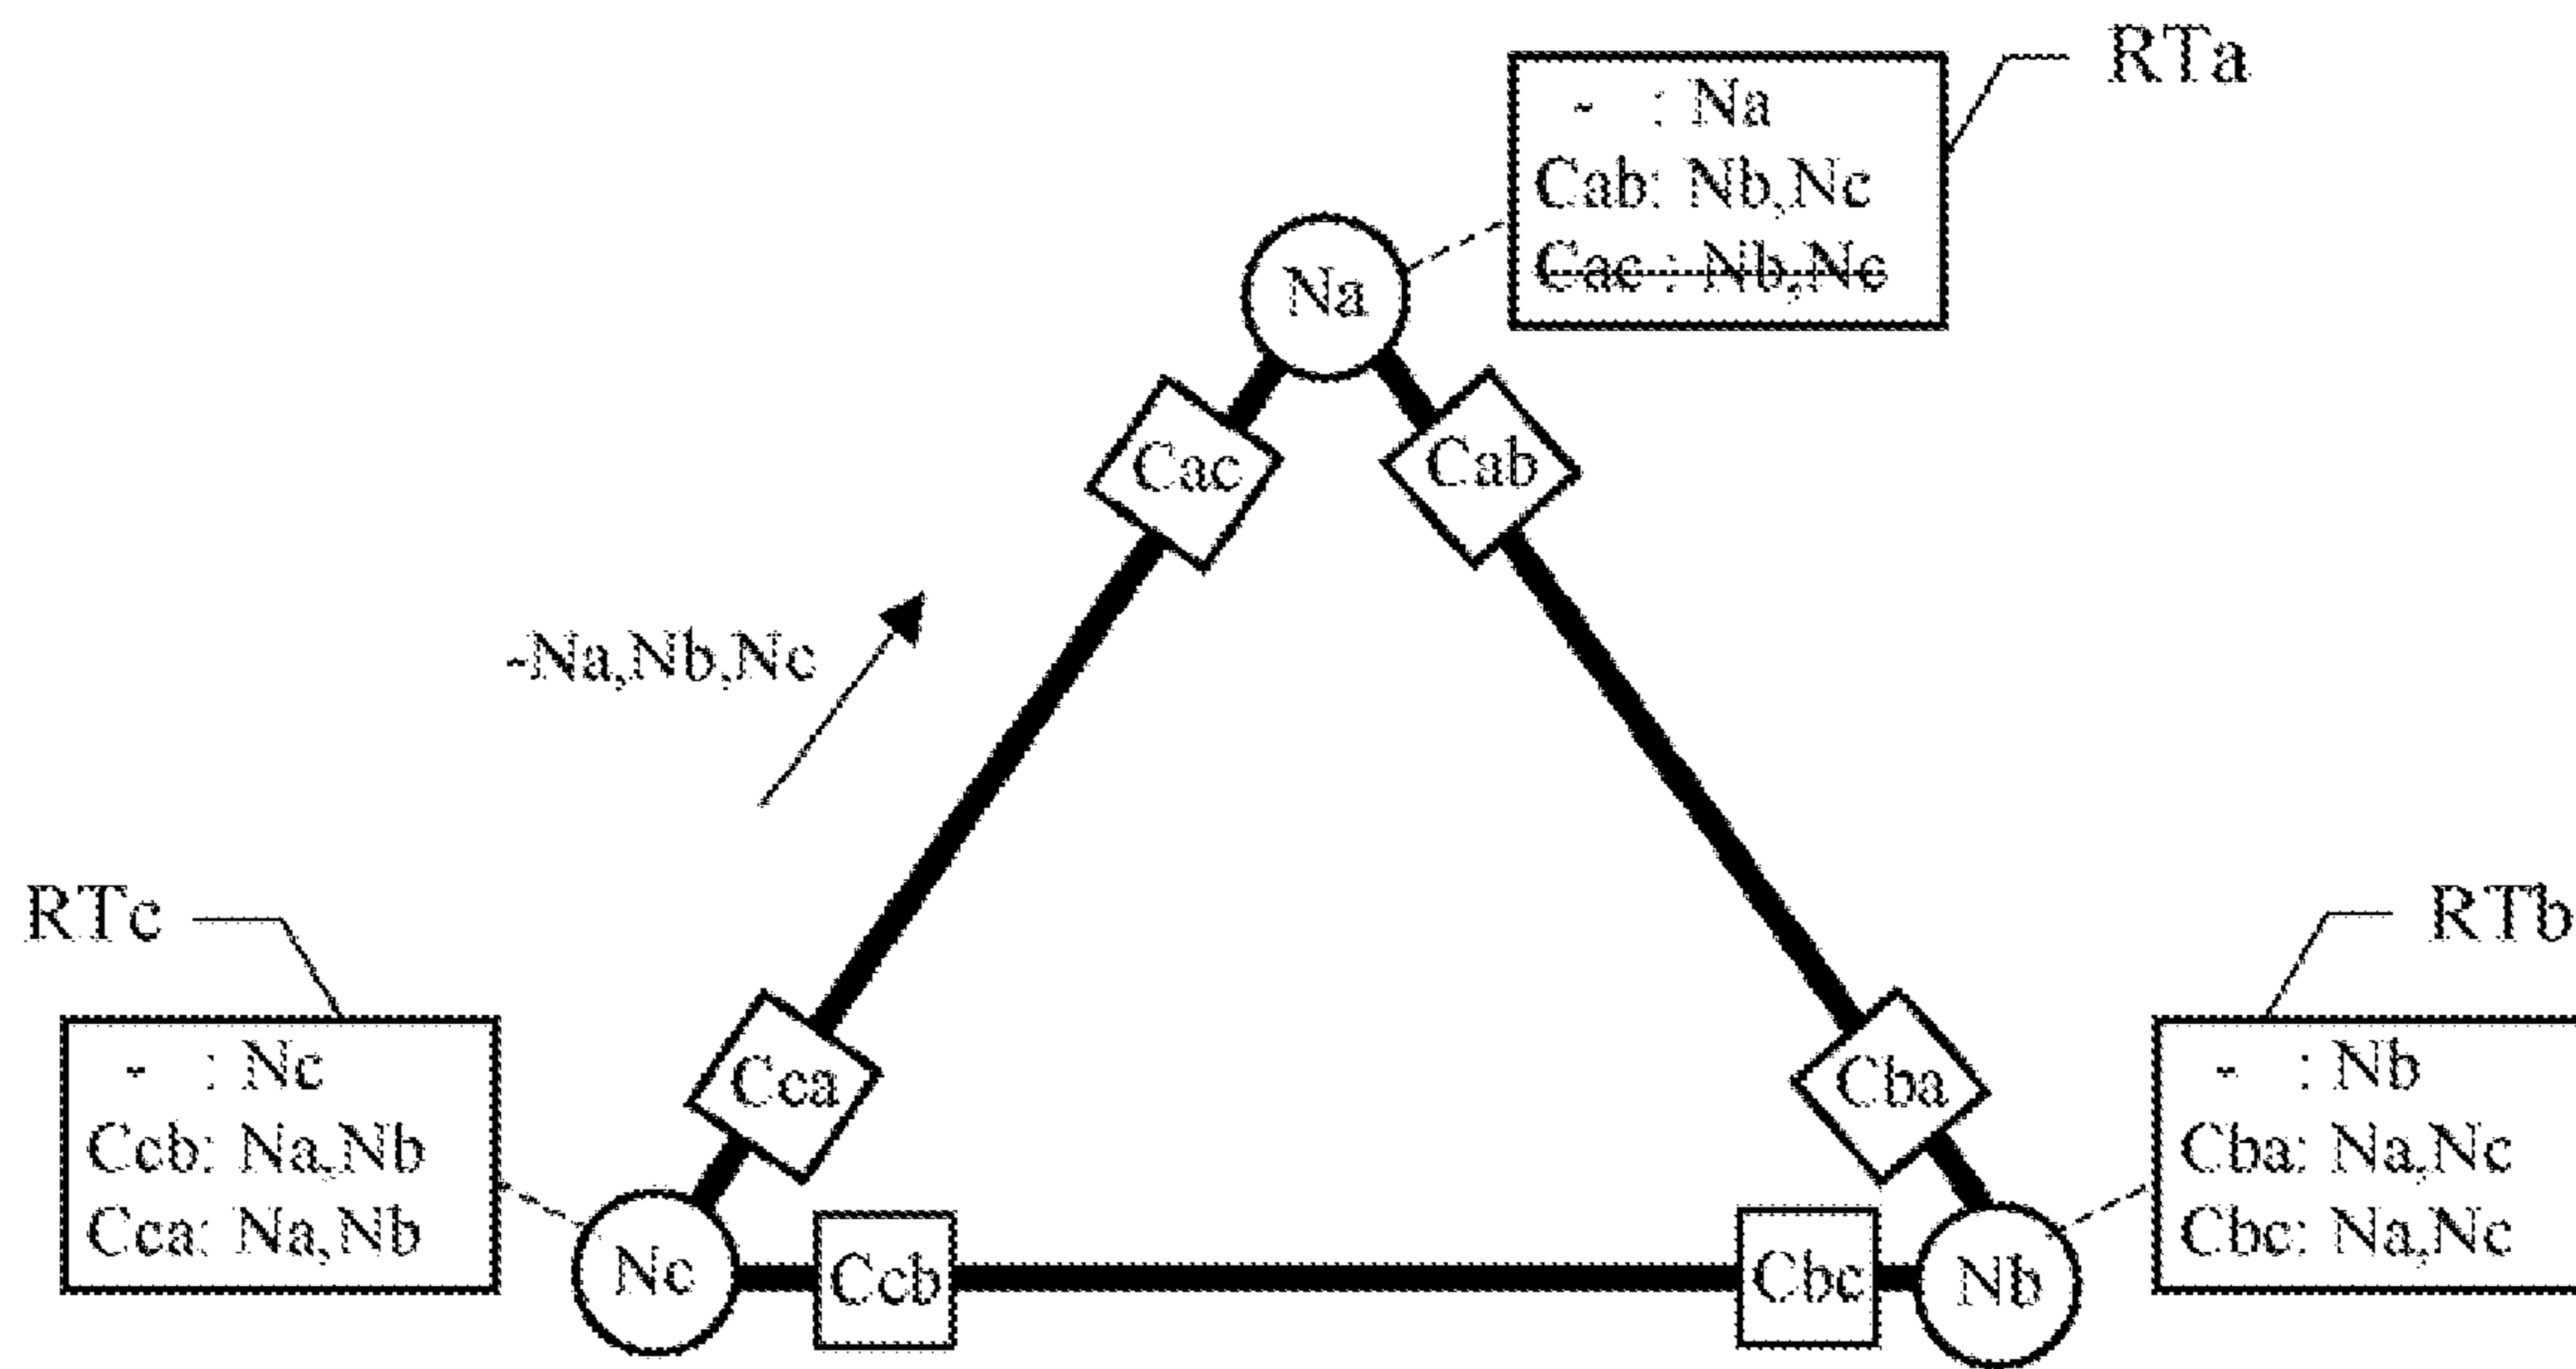 RTa
- : Na
Cab: Nb,Nc
Cac : Nb,Nc
Na
Cac
Cab
-Na,Nb,Nc
RTc
RTb
- : Nc
Ccb: Na,Nb
Cca: Na,Nb
Cca
Cba
- : Nb
Cba: Na,Nc
Cbc: Na,Nc
Nc
Ccb
Cbc
Nb